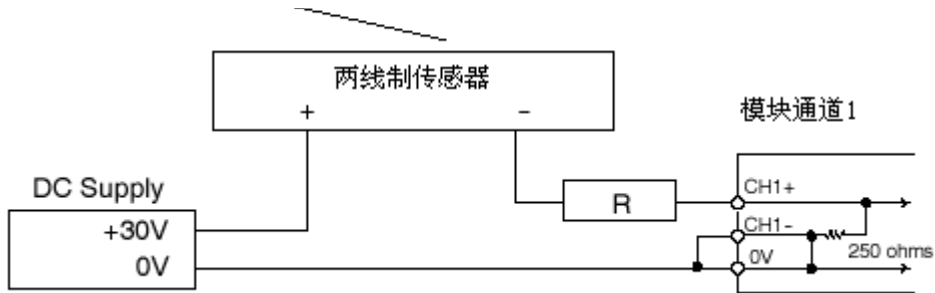 两线制传感器
+ -
模块通道1
DC Supply
+30V
0V
R
CH1+
CH1-
0V
250 ohms